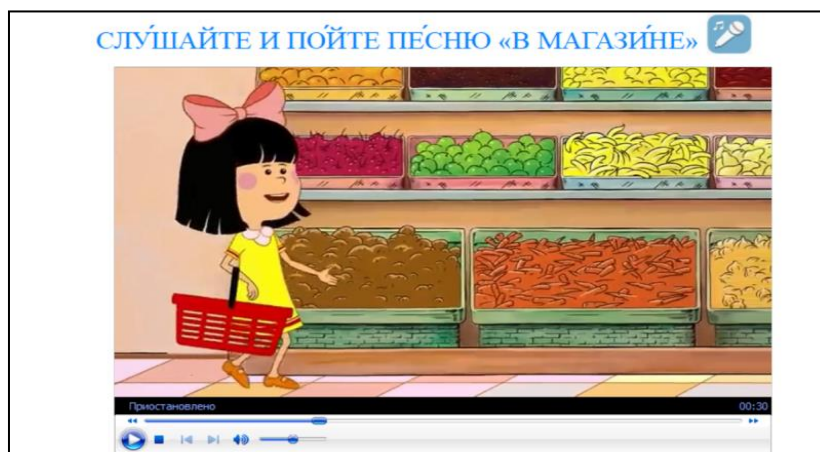 СЛУ́ШАЙТЕ И ПО́ЙТЕ ПЕ́СНЮ «В МАГАЗИ́НЕ»
Приостановлено 00:30